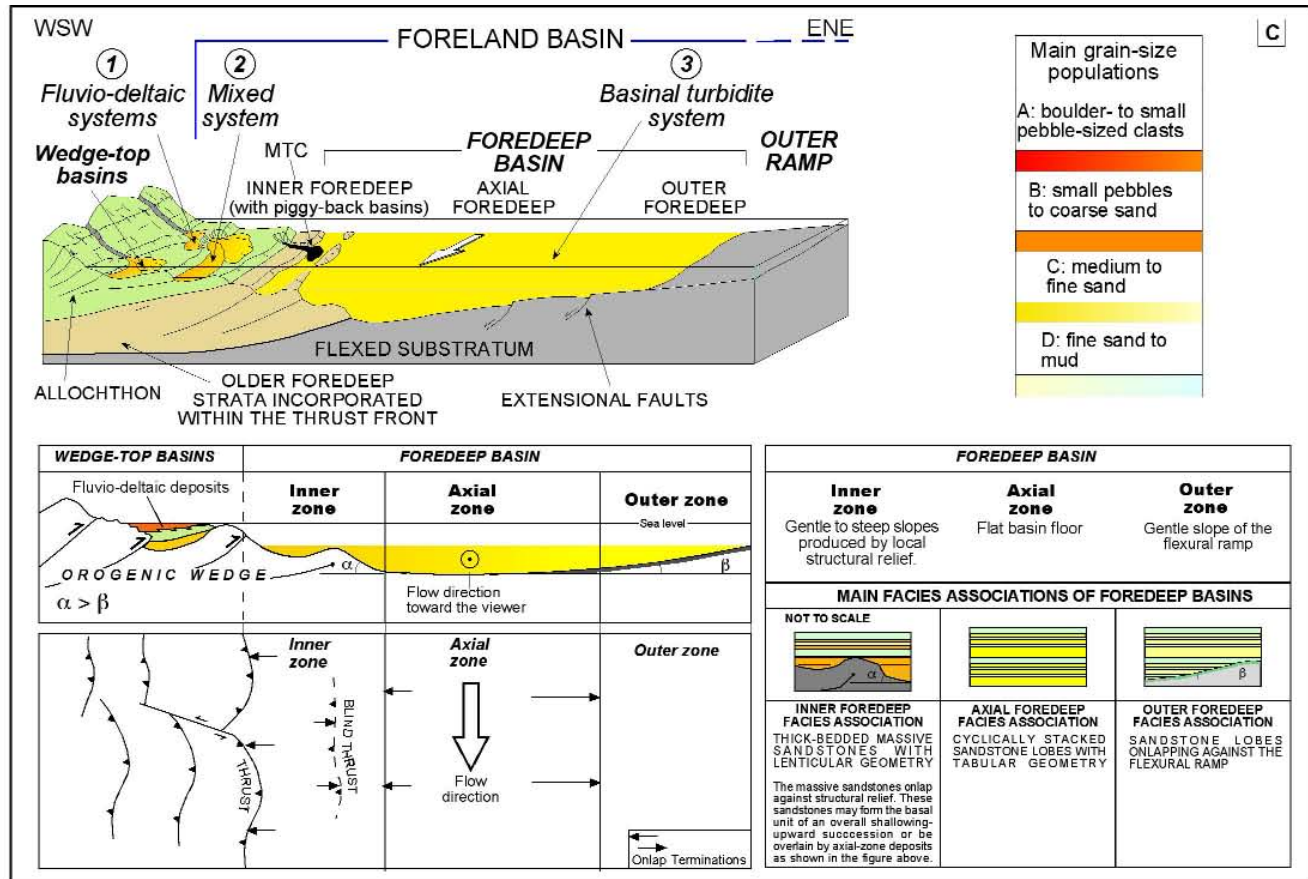 WSW
FORELAND BASIN
ENE
C
1
Fluvio-deltaic
systems
2
Mixed
system
3
Basinal turbidite
system
Wedge-top
basins
MTC
FOREDEEP
BASIN
OUTER
RAMP
INNER FOREDEEP
(with piggy-back basins)
AXIAL
FOREDEEP
OUTER
FOREDEEP
FLEXED SUBSTRATUM
ALLOCHTHON
OLDER FOREDEEP
STRATA INCORPORATED
WITHIN THE THRUST FRONT
EXTENSIONAL FAULTS
Main grain-size
populations
A: boulder- to small
pebble-sized clasts
B: small pebbles
to coarse sand
C: medium to
fine sand
D: fine sand to
mud
WEDGE-TOP BASINS
FOREDEEP BASIN
Fluvio-deltaic deposits
Inner
zone
Axial
zone
Outer zone
Sea level
OROGENIC WEDGE
α
β
α > β
Flow direction
toward the viewer
Inner
zone
Axial
zone
Outer zone
BLIND THRUST
THRUST
Flow
direction
Onlap Terminations
FOREDEEP BASIN
Inner
zone
Gentle to steep slopes
produced by local
structural relief.
Axial
zone
Flat basin floor
Outer
zone
Gentle slope of the
flexural ramp
MAIN FACIES ASSOCIATIONS OF FOREDEEP BASINS
NOT TO SCALE
α
β
INNER FOREDEEP
FACIES ASSOCIATION
THICK-BEDDED MASSIVE
SANDSTONES WITH
LENTICULAR GEOMETRY
The massive sandstones onlap
against structural relief. These
sandstones may form the basal
unit of an overall shallowing-
upward succcession or be
overlain by axial-zone deposits
as shown in the figure above.
AXIAL FOREDEEP
FACIES ASSOCIATION
CYCLICALLY STACKED
SANDSTONE LOBES WITH
TABULAR GEOMETRY
OUTER FOREDEEP
FACIES ASSOCIATION
SANDSTONE LOBES
ONLAPPING AGAINST THE
FLEXURAL RAMP